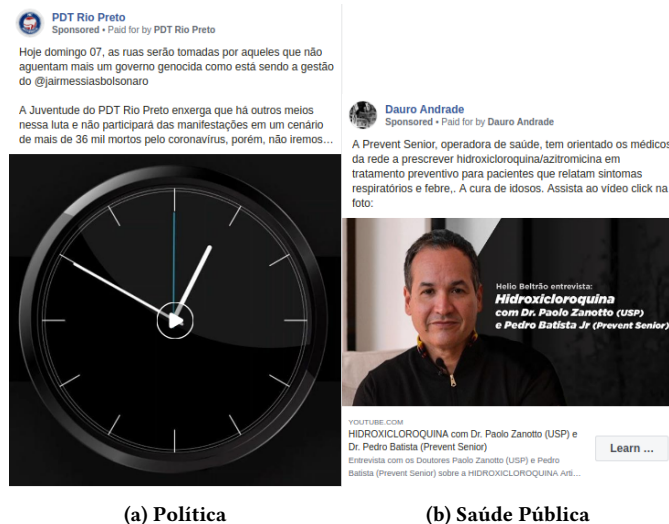 PDT Rio Preto
Sponsored • Paid for by PDT Rio Preto
Hoje domingo 07, as ruas serão tomadas por aqueles que não
aguentam mais um governo genocida como está sendo a gestão
do @jairmessiasbolsonaro
A Juventude do PDT Rio Preto enxerga que há outros meios
nessa luta e não participará das manifestações em um cenário
de mais de 36 mil mortos pelo coronavírus, porém, não iremos…
(a) Política
Dauro Andrade
Sponsored • Paid for by Dauro Andrade
A Prevent Senior, operadora de saúde, tem orientado os médicos
da rede a prescrever hidroxicloroquina/azitromicina em
tratamento preventivo para pacientes que relatam sintomas
respiratórios e febre,. A cura de idosos. Assista ao vídeo click na
foto:
Helio Beltrão entrevista:
Hidroxicloroquina
com Dr. Paolo Zanotto (USP)
e Pedro Batista Jr (Prevent Senior)
YOUTUBE.COM
HIDROXICLOROQUINA com Dr. Paolo Zanotto (USP) e
Dr. Pedro Batista (Prevent Senior)
Entrevista com os Doutores Paolo Zanotto (USP) e Pedro
Batista (Prevent Senior) sobre a HIDROXICLOROQUINA Arti…
Learn …
(b) Saúde Pública